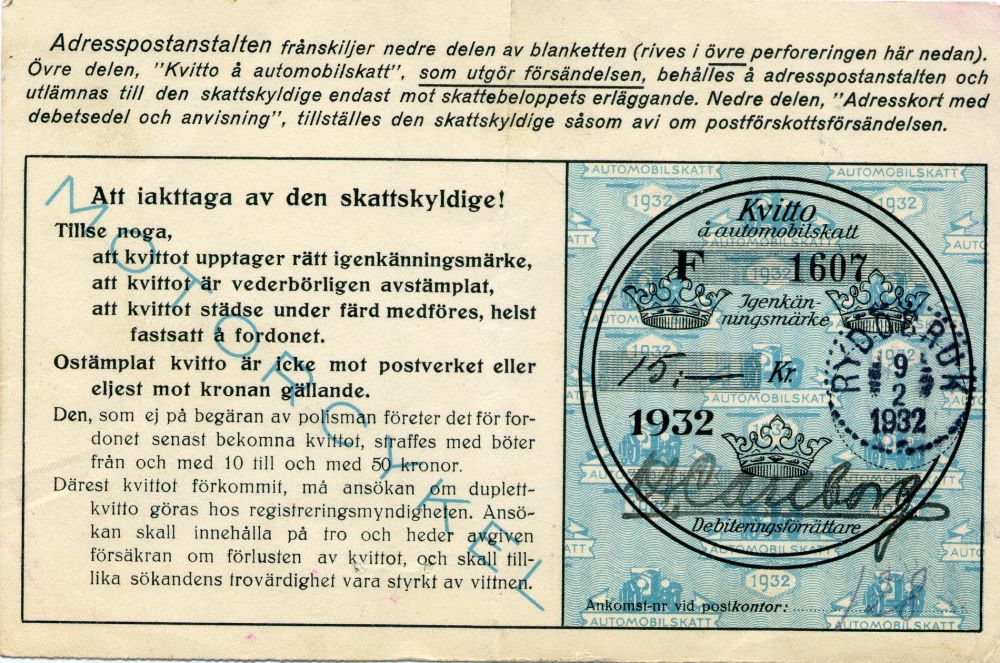 Adresspostanstalten frånskiljer nedre delen av blanketten (rives i övre perforeringen här nedan).
Övre delen, "Kvitto å automobilskatt", som utgör försändelsen, behålles å adresspostanstalten och
utlämnas till den skattskyldige endast mot skattebeloppets erläggande. Nedre delen, "Adresskort med
debetsedel och anvisning", tillställes den skattskyldige såsom avi om postförskottsförsändelsen.
MOTORCYKEL
Att iakttaga av den skattskyldige!
Tillse noga,
att kvittot upptager rätt igenkänningsmärke,
att kvittot är vederbörligen avstämplat,
att kvittot städse under färd medföres, helst
fastsatt å fordonet.
Ostämplat kvitto är icke mot postverket eller
eljest mot kronan gällande.
Den, som ej på begäran av polisman företer det för for-
donet senast bekomna kvittot, straffes med böter
från och med 10 till och med 50 kronor.
Därest kvittot förkommit, må ansökan om duplett-
kvitto göras hos registreringsmyndigheten. Ansö-
kan skall innehålla på tro och heder avgiven
försäkran om förlusten av kvittot, och skall till-
lika sökandens trovärdighet vara styrkt av vittnen.
AUTOMOBILSKATT
1932
Kvitto
å automobilskatt
F 1607
Igenkän-
ningsmärke
15:— Kr.
1932
RYDÖBRUK
9
2
1932
Carlborg
Debiteringsförrättare
AUTOMOBILSKATT
1932
Ankomst-nr vid postkontor: 138
AUTOMOBILSKATT